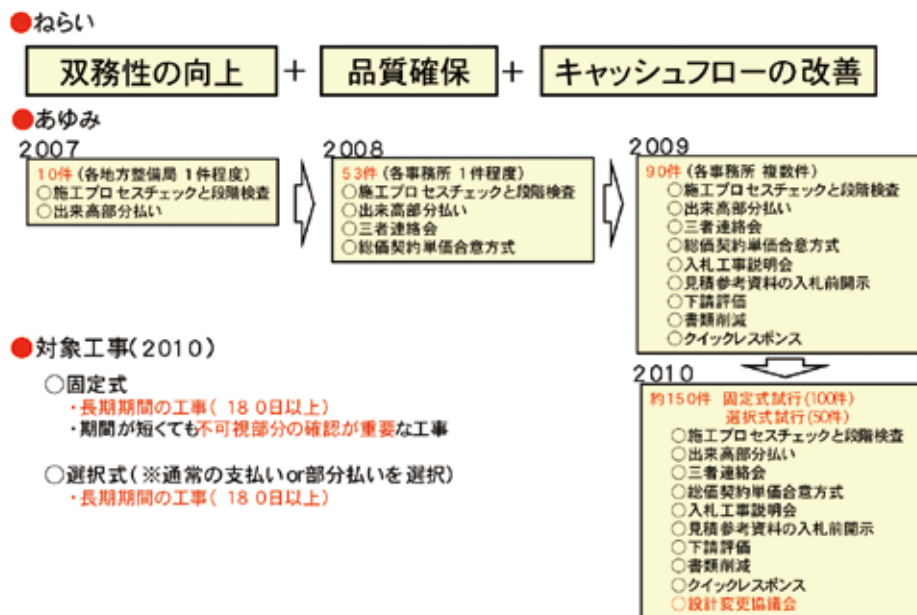 ●ねらい
双務性の向上 + 品質確保 + キャッシュフローの改善
●あゆみ
2007
10件(各地方整備局 1件程度)
○施工プロセスチェックと段階検査
○出来高部分払い
2008
53件(各事務所 1件程度)
○施工プロセスチェックと段階検査
○出来高部分払い
○三者連絡会
○総価契約単価合意方式
2009
90件(各事務所 複数件)
○施工プロセスチェックと段階検査
○出来高部分払い
○三者連絡会
○総価契約単価合意方式
○入札工事説明会
○見積参考資料の入札前開示
○下請評価
○書類削減
○クイックレスポンス
●対象工事(2010)
○固定式
・長期期間の工事( 180日以上)
・期間が短くても不可視部分の確認が重要な工事
○選択式(※通常の支払いor部分払いを選択)
・長期期間の工事( 180日以上)
2010
約150件 固定式試行(100件)
選択式試行(50件)
○施工プロセスチェックと段階検査
○出来高部分払い
○三者連絡会
○総価契約単価合意方式
○入札工事説明会
○見積参考資料の入札前開示
○下請評価
○書類削減
○クイックレスポンス
○設計変更協議会